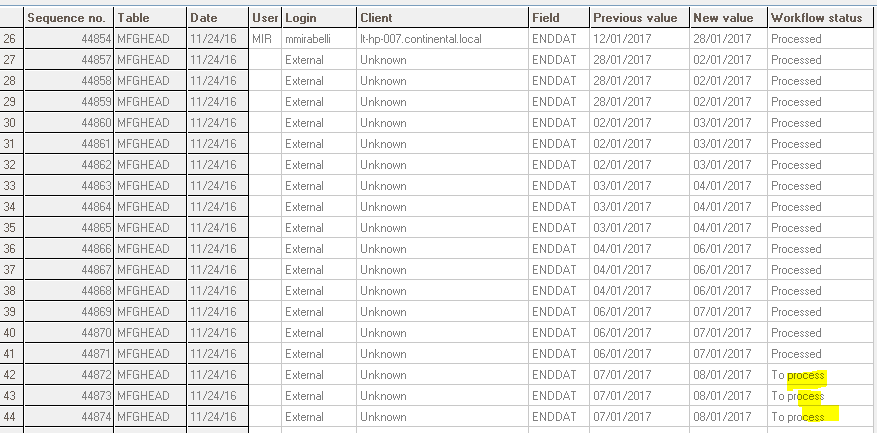 Sequence no. Table Date User Login Client Field Previous value New value Workflow status
26 44854 MFGHEAD 11/24/16 MIR mmirabelli lt-hp-007.continental.local ENDDAT 12/01/2017 28/01/2017 Processed
27 44857 MFGHEAD 11/24/16 External Unknown ENDDAT 28/01/2017 02/01/2017 Processed
28 44858 MFGHEAD 11/24/16 External Unknown ENDDAT 28/01/2017 02/01/2017 Processed
29 44859 MFGHEAD 11/24/16 External Unknown ENDDAT 28/01/2017 02/01/2017 Processed
30 44860 MFGHEAD 11/24/16 External Unknown ENDDAT 02/01/2017 03/01/2017 Processed
31 44861 MFGHEAD 11/24/16 External Unknown ENDDAT 02/01/2017 03/01/2017 Processed
32 44862 MFGHEAD 11/24/16 External Unknown ENDDAT 02/01/2017 03/01/2017 Processed
33 44863 MFGHEAD 11/24/16 External Unknown ENDDAT 03/01/2017 04/01/2017 Processed
34 44864 MFGHEAD 11/24/16 External Unknown ENDDAT 03/01/2017 04/01/2017 Processed
35 44865 MFGHEAD 11/24/16 External Unknown ENDDAT 03/01/2017 04/01/2017 Processed
36 44866 MFGHEAD 11/24/16 External Unknown ENDDAT 04/01/2017 06/01/2017 Processed
37 44867 MFGHEAD 11/24/16 External Unknown ENDDAT 04/01/2017 06/01/2017 Processed
38 44868 MFGHEAD 11/24/16 External Unknown ENDDAT 04/01/2017 06/01/2017 Processed
39 44869 MFGHEAD 11/24/16 External Unknown ENDDAT 06/01/2017 07/01/2017 Processed
40 44870 MFGHEAD 11/24/16 External Unknown ENDDAT 06/01/2017 07/01/2017 Processed
41 44871 MFGHEAD 11/24/16 External Unknown ENDDAT 06/01/2017 07/01/2017 Processed
42 44872 MFGHEAD 11/24/16 External Unknown ENDDAT 07/01/2017 08/01/2017 To process
43 44873 MFGHEAD 11/24/16 External Unknown ENDDAT 07/01/2017 08/01/2017 To process
44 44874 MFGHEAD 11/24/16 External Unknown ENDDAT 07/01/2017 08/01/2017 To process